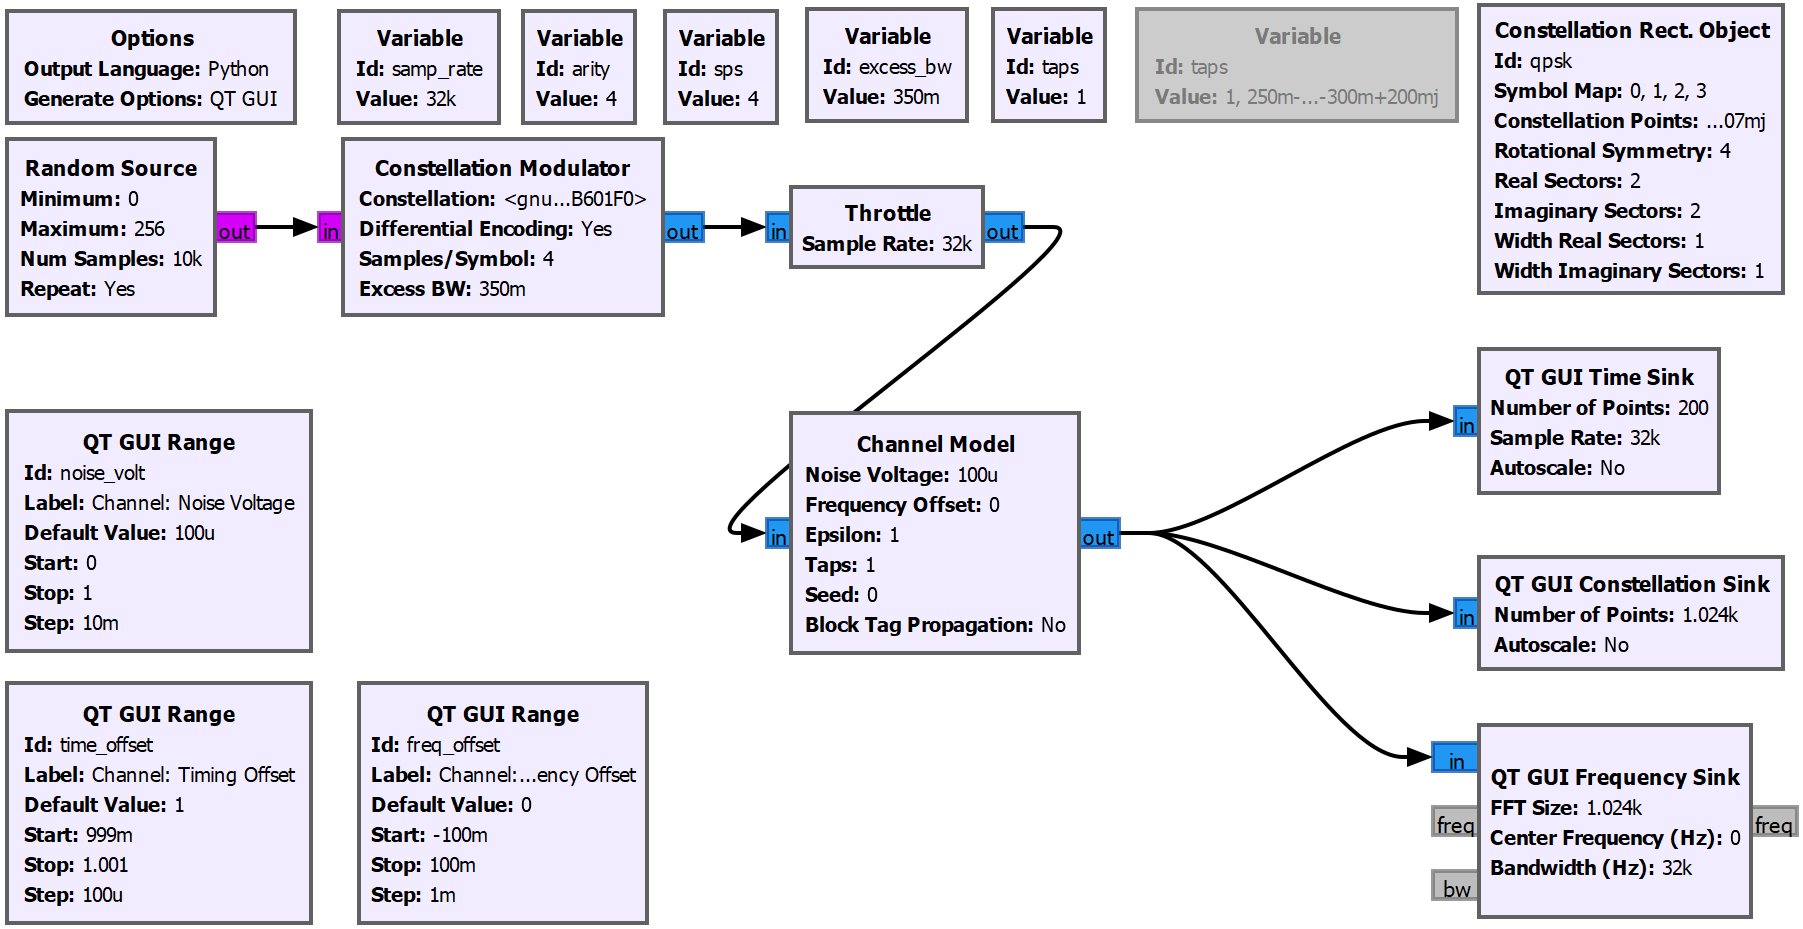 Options
Output Language: Python
Generate Options: QT GUI
Variable
Id: samp_rate
Value: 32k
Variable
Id: arity
Value: 4
Variable
Id: sps
Value: 4
Variable
Id: excess_bw
Value: 350m
Variable
Id: taps
Value: 1
Variable
Id: taps
Value: 1, 250m-...-300m+200mj
Constellation Rect. Object
Id: qpsk
Symbol Map: 0, 1, 2, 3
Constellation Points: ...07mj
Rotational Symmetry: 4
Real Sectors: 2
Imaginary Sectors: 2
Width Real Sectors: 1
Width Imaginary Sectors: 1
Random Source
Minimum: 0
Maximum: 256
Num Samples: 10k
Repeat: Yes
out
in
Constellation Modulator
Constellation: <gnu...B601F0>
Differential Encoding: Yes
Samples/Symbol: 4
Excess BW: 350m
out
in
Throttle
Sample Rate: 32k
out
QT GUI Range
Id: noise_volt
Label: Channel: Noise Voltage
Default Value: 100u
Start: 0
Stop: 1
Step: 10m
in
Channel Model
Noise Voltage: 100u
Frequency Offset: 0
Epsilon: 1
Taps: 1
Seed: 0
Block Tag Propagation: No
out
in
QT GUI Time Sink
Number of Points: 200
Sample Rate: 32k
Autoscale: No
in
QT GUI Constellation Sink
Number of Points: 1.024k
Autoscale: No
QT GUI Range
Id: time_offset
Label: Channel: Timing Offset
Default Value: 1
Start: 999m
Stop: 1.001
Step: 100u
QT GUI Range
Id: freq_offset
Label: Channel:...ency Offset
Default Value: 0
Start: -100m
Stop: 100m
Step: 1m
in
freq
bw
QT GUI Frequency Sink
FFT Size: 1.024k
Center Frequency (Hz): 0
Bandwidth (Hz): 32k
freq